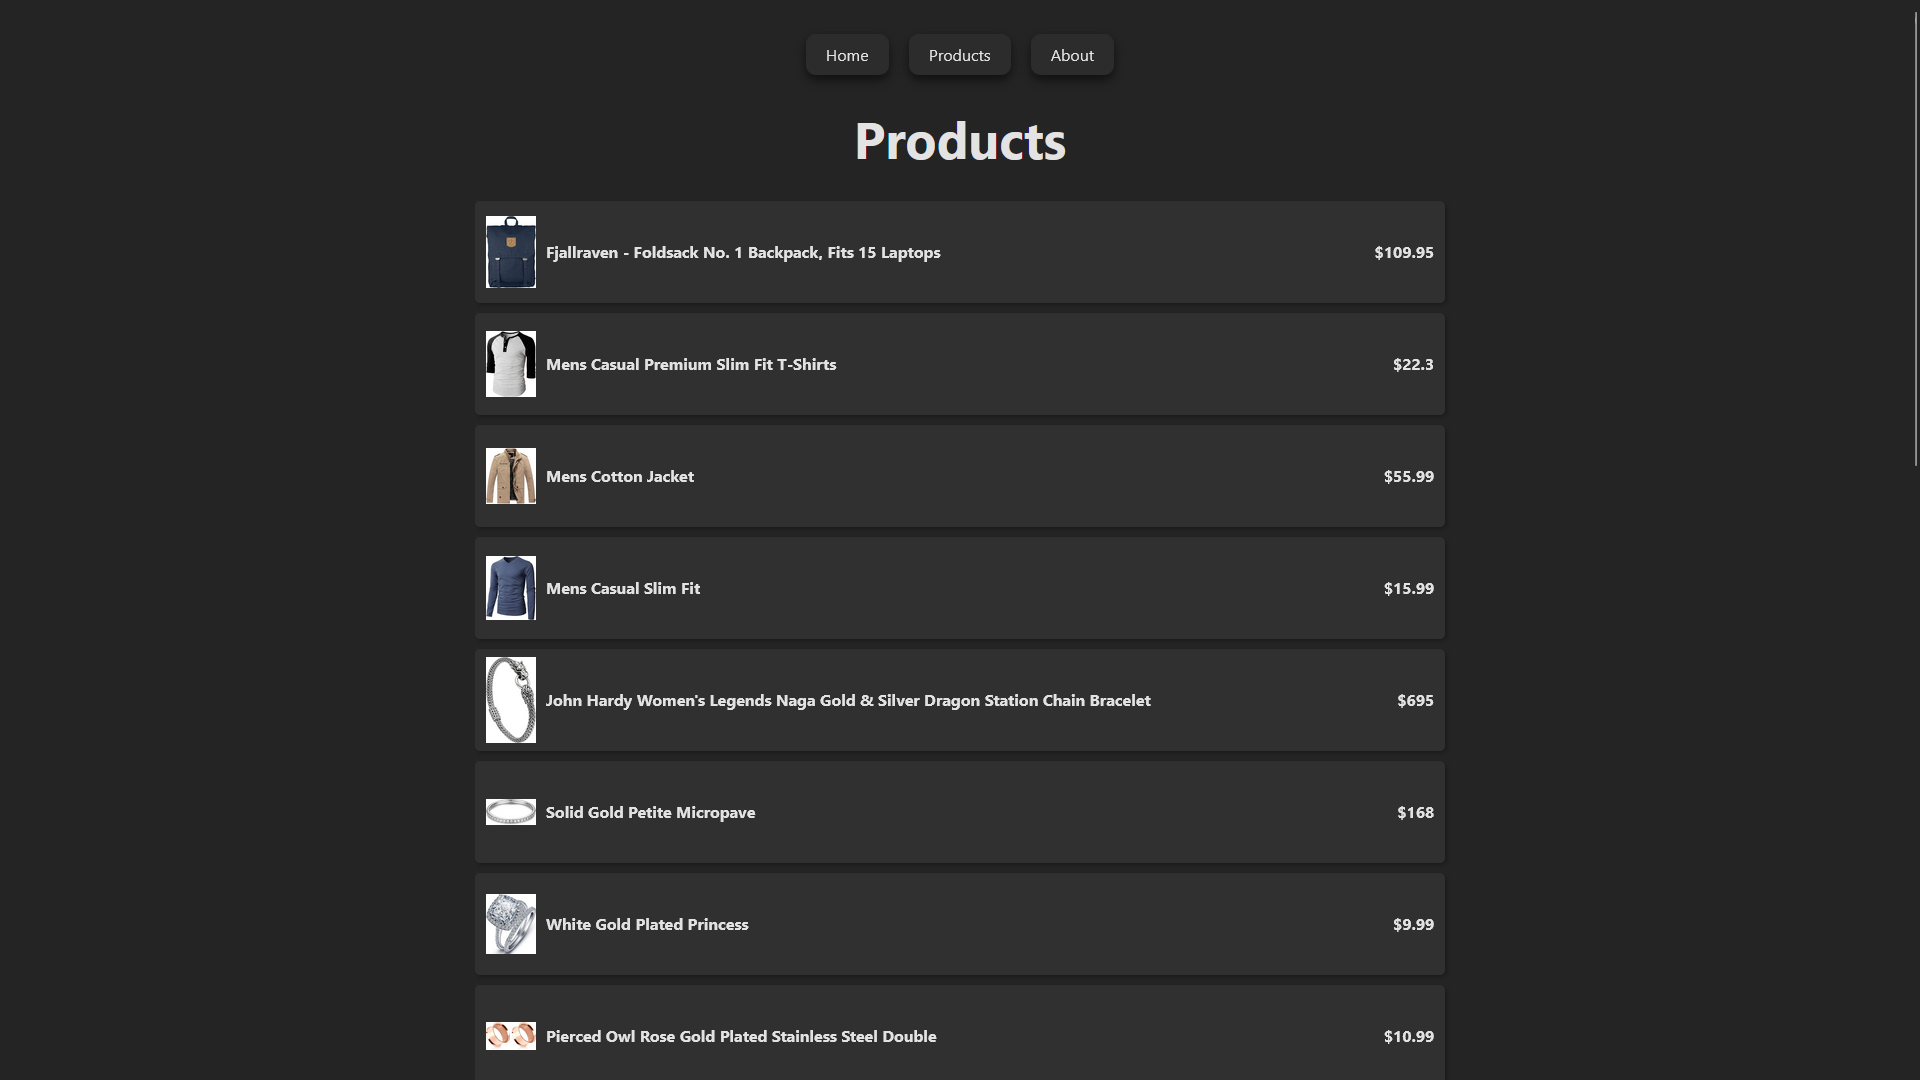 Home Products About
Products
Fjallraven - Foldsack No. 1 Backpack, Fits 15 Laptops $109.95
Mens Casual Premium Slim Fit T-Shirts $22.3
Mens Cotton Jacket $55.99
Mens Casual Slim Fit $15.99
John Hardy Women's Legends Naga Gold & Silver Dragon Station Chain Bracelet $695
Solid Gold Petite Micropave $168
White Gold Plated Princess $9.99
Pierced Owl Rose Gold Plated Stainless Steel Double $10.99